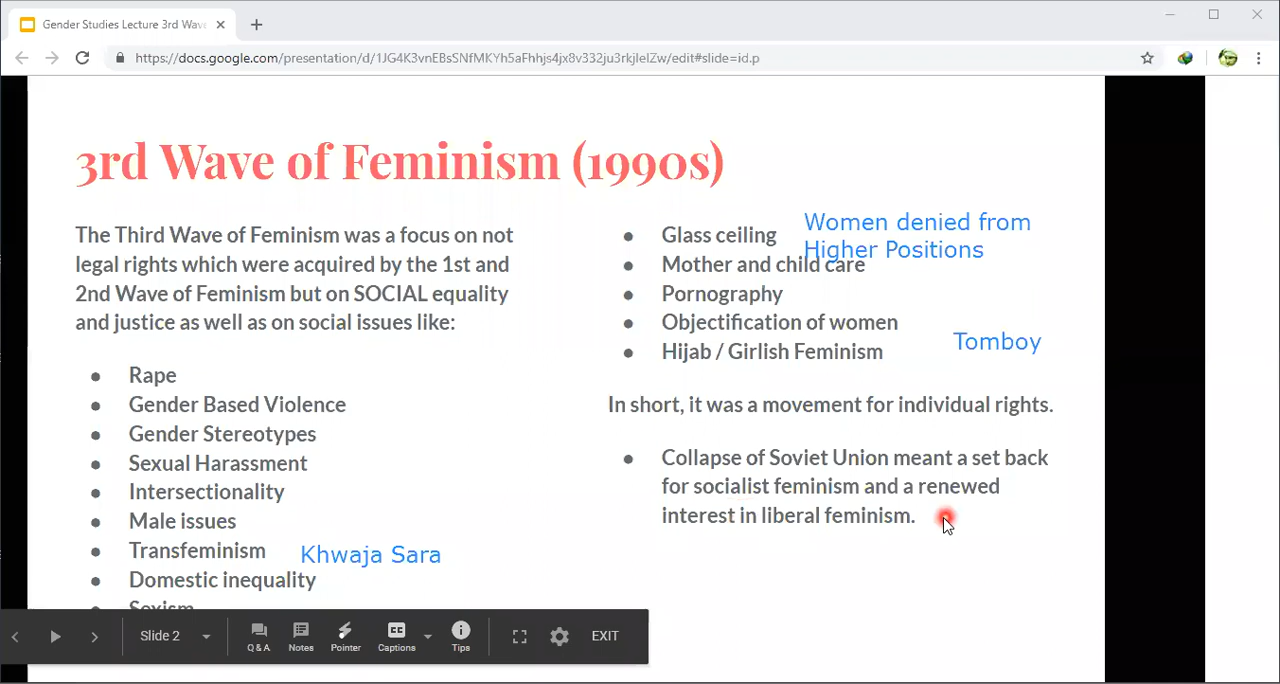 Gender Studies Lecture 3rd Wave
https://docs.google.com/presentation/d/1JG4K3vnEBsSNfMKYh5aFhhjs4jx8v332ju3rkjlelZw/edit#slide=id.p
3rd Wave of Feminism (1990s)
The Third Wave of Feminism was a focus on not
legal rights which were acquired by the 1st and
2nd Wave of Feminism but on SOCIAL equality
and justice as well as on social issues like:
● Rape
● Gender Based Violence
● Gender Stereotypes
● Sexual Harassment
● Intersectionality
● Male issues
● Transfeminism Khwaja Sara
● Domestic inequality
● Sexism
● Glass ceiling
Women denied from
Higher Positions
● Mother and child care
● Pornography
● Objectification of women
● Hijab / Girlish Feminism
Tomboy
In short, it was a movement for individual rights.
● Collapse of Soviet Union meant a set back
for socialist feminism and a renewed
interest in liberal feminism.
Slide 2
Q & A Notes Pointer Captions Tips EXIT